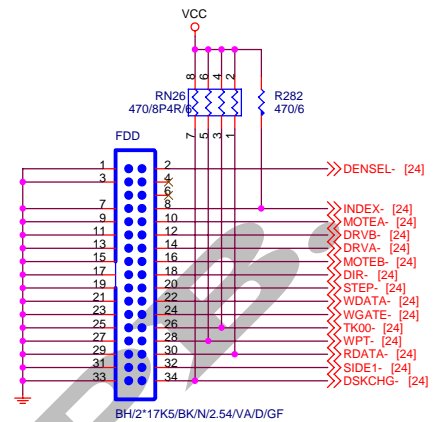 VCC
8 6 4 2
RN26
470/8P4R/6
R282
470/6
7 5 3 1
FDD
1 2 DENSEL- [24]
3 4
6
7 8 INDEX- [24]
9 10 MOTEA- [24]
11 12 DRVB- [24]
13 14 DRVA- [24]
15 16 MOTEB- [24]
17 18 DIR- [24]
19 20 STEP- [24]
21 22 WDATA- [24]
23 24 WGATE- [24]
25 26 TK00- [24]
27 28 WPT- [24]
29 30 RDATA- [24]
31 32 SIDE1- [24]
33 34 DSKCHG- [24]
BH/2*17K5/BK/N/2.54/VA/D/GF